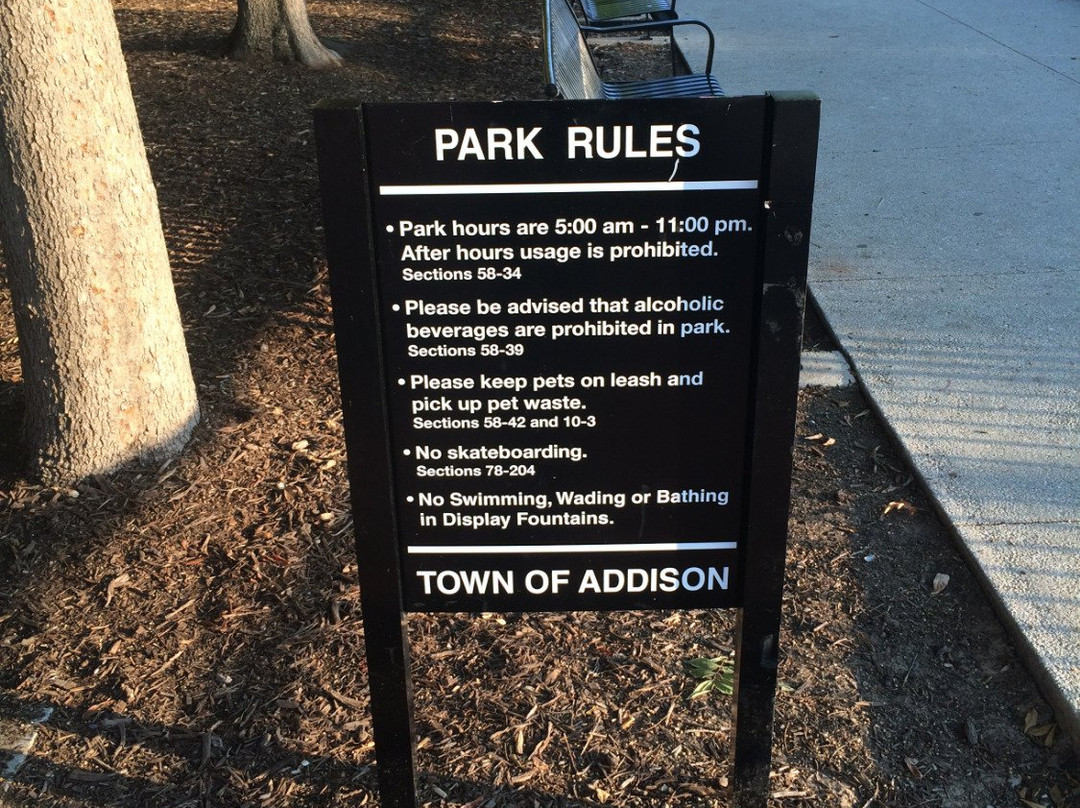 PARK RULES
• Park hours are 5:00 am - 11:00 pm.
After hours usage is prohibited.
Sections 58-34
• Please be advised that alcoholic
beverages are prohibited in park.
Sections 58-39
• Please keep pets on leash and
pick up pet waste.
Sections 58-42 and 10-3
• No skateboarding.
Sections 78-204
• No Swimming, Wading or Bathing
in Display Fountains.
TOWN OF ADDISON